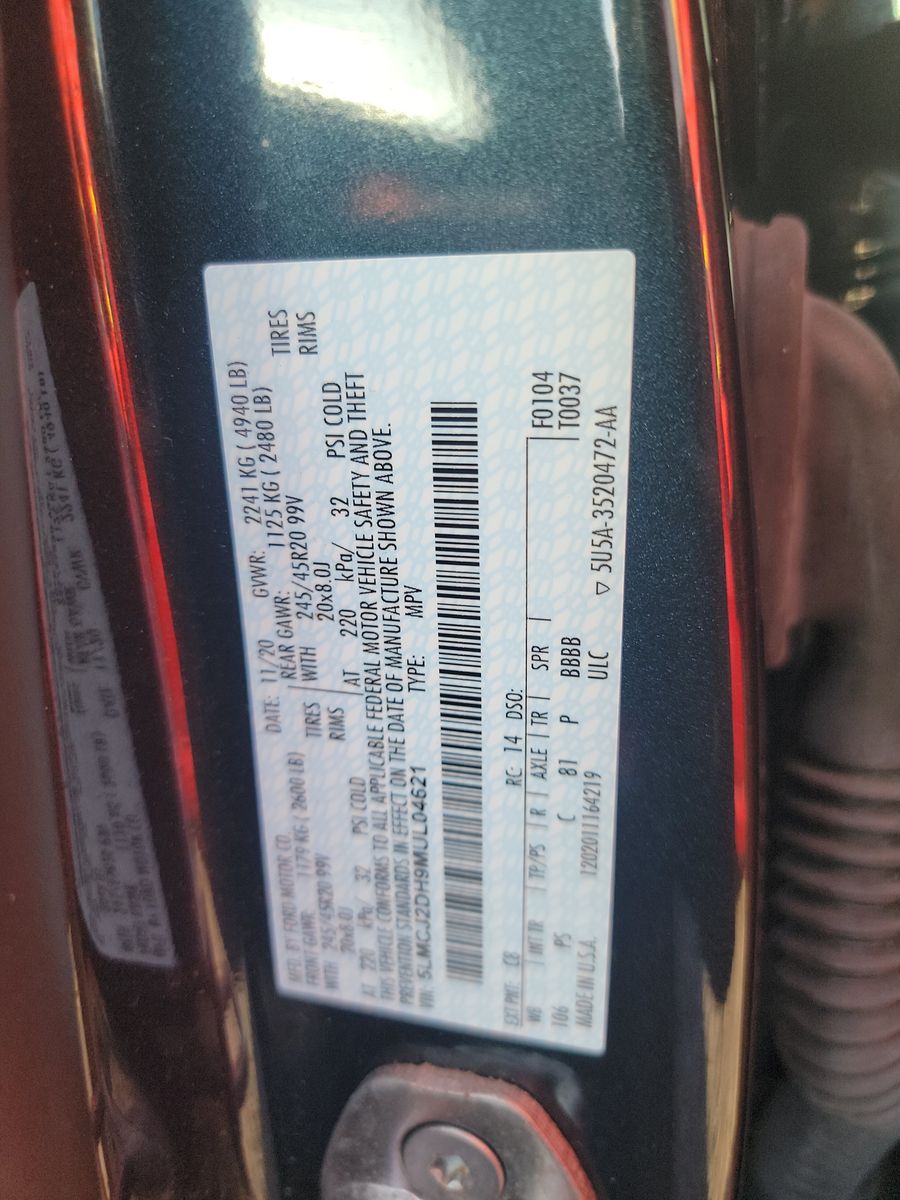 MFD. BY FORD MOTOR CO. DATE: 11/20 GVWR: 2241 KG ( 4940 LB)
FRONT GAWR: 1179 KG ( 2600 LB) REAR GAWR: 1125 KG ( 2480 LB)
WITH 245/45R20 99V TIRES WITH 245/45R20 99V TIRES
20x8.0J RIMS 20x8.0J RIMS
AT 220 kPa/ 32 PSI COLD AT 220 kPa/ 32 PSI COLD
THIS VEHICLE CONFORMS TO ALL APPLICABLE FEDERAL MOTOR VEHICLE SAFETY AND THEFT
PREVENTION STANDARDS IN EFFECT ON THE DATE OF MANUFACTURE SHOWN ABOVE.
VIN: 5LMCJ2DH9MUL04621 TYPE: MPV
EXT PNT: RC: 14 DSO:
WB INT TR TP/PS R AXLE TR SPR F0104
106 PS C 81 P BBBB T0037
MADE IN U.S.A. 1202011164219 ULC
▽ 5U5A-3520472-AA